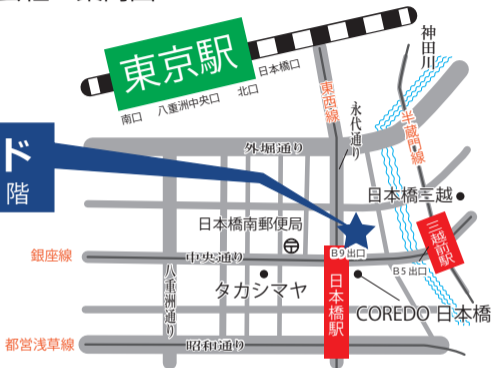 東京駅
南口
八重洲中央口
北口
日本橋口
神田川
東西線
永代通り
半蔵門線
外堀通り
ド
階
日本橋三越
日本橋南郵便局
三越前駅
銀座線
中央通り
B9出口
B5出口
八重洲通り
タカシマヤ
日本橋駅
COREDO 日本橋
都営浅草線
昭和通り